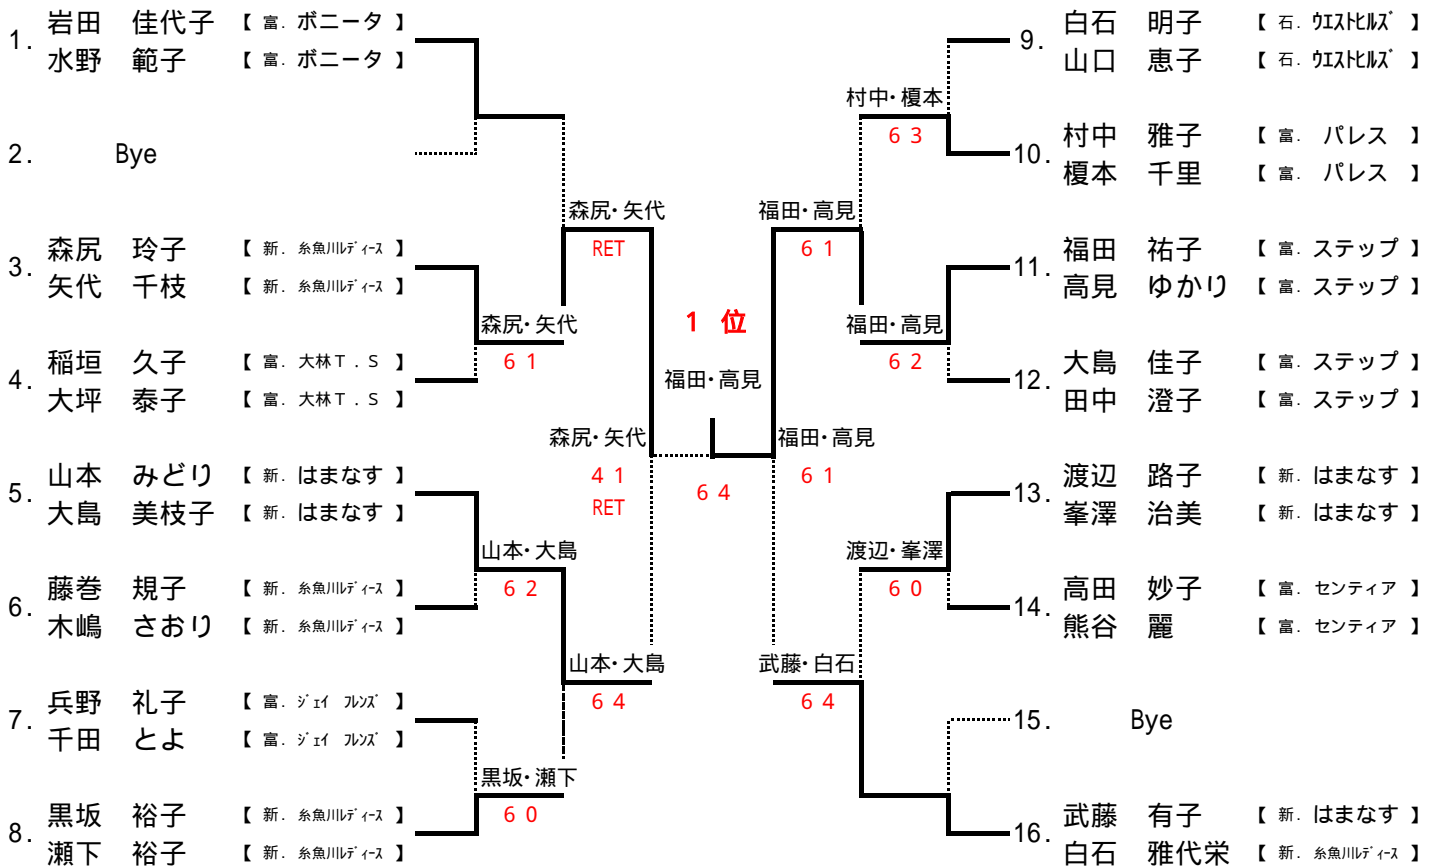 1. 岩田 佳代子 【 富. ボニータ 】
水野 範子 【 富. ボニータ 】
2. Bye
3. 森尻 玲子 【 新. 糸魚川ﾚﾃﾞｨｰｽ 】
矢代 千枝 【 新. 糸魚川ﾚﾃﾞｨｰｽ 】
4. 稲垣 久子 【 富. 大林T.S 】
大坪 泰子 【 富. 大林T.S 】
5. 山本 みどり 【 新. はまなす 】
大島 美枝子 【 新. はまなす 】
6. 藤巻 規子 【 新. 糸魚川ﾚﾃﾞｨｰｽ 】
木嶋 さおり 【 新. 糸魚川ﾚﾃﾞｨｰｽ 】
7. 兵野 礼子 【 富. ｼﾞｪｲ ﾌﾚﾝｽﾞ 】
千田 とよ 【 富. ｼﾞｪｲ ﾌﾚﾝｽﾞ 】
8. 黒坂 裕子 【 新. 糸魚川ﾚﾃﾞｨｰｽ 】
瀬下 裕子 【 新. 糸魚川ﾚﾃﾞｨｰｽ 】
森尻・矢代
6 1
山本・大島
6 2
黒坂・瀬下
6 0
森尻・矢代
RET
山本・大島
6 4
森尻・矢代
4 1
RET
1 位
福田・高見
6 4
福田・高見
6 1
福田・高見
6 1
武藤・白石
6 4
村中・榎本
6 3
福田・高見
6 2
渡辺・峯澤
6 0
9. 白石 明子 【 石. ｳｴｽﾄﾋﾙｽﾞ 】
山口 恵子 【 石. ｳｴｽﾄﾋﾙｽﾞ 】
10. 村中 雅子 【 富. パレス 】
榎本 千里 【 富. パレス 】
11. 福田 祐子 【 富. ステップ 】
高見 ゆかり 【 富. ステップ 】
12. 大島 佳子 【 富. ステップ 】
田中 澄子 【 富. ステップ 】
13. 渡辺 路子 【 新. はまなす 】
峯澤 治美 【 新. はまなす 】
14. 高田 妙子 【 富. センティア 】
熊谷 麗 【 富. センティア 】
15. Bye
16. 武藤 有子 【 新. はまなす 】
白石 雅代栄 【 新. 糸魚川ﾚﾃﾞｨｰｽ 】